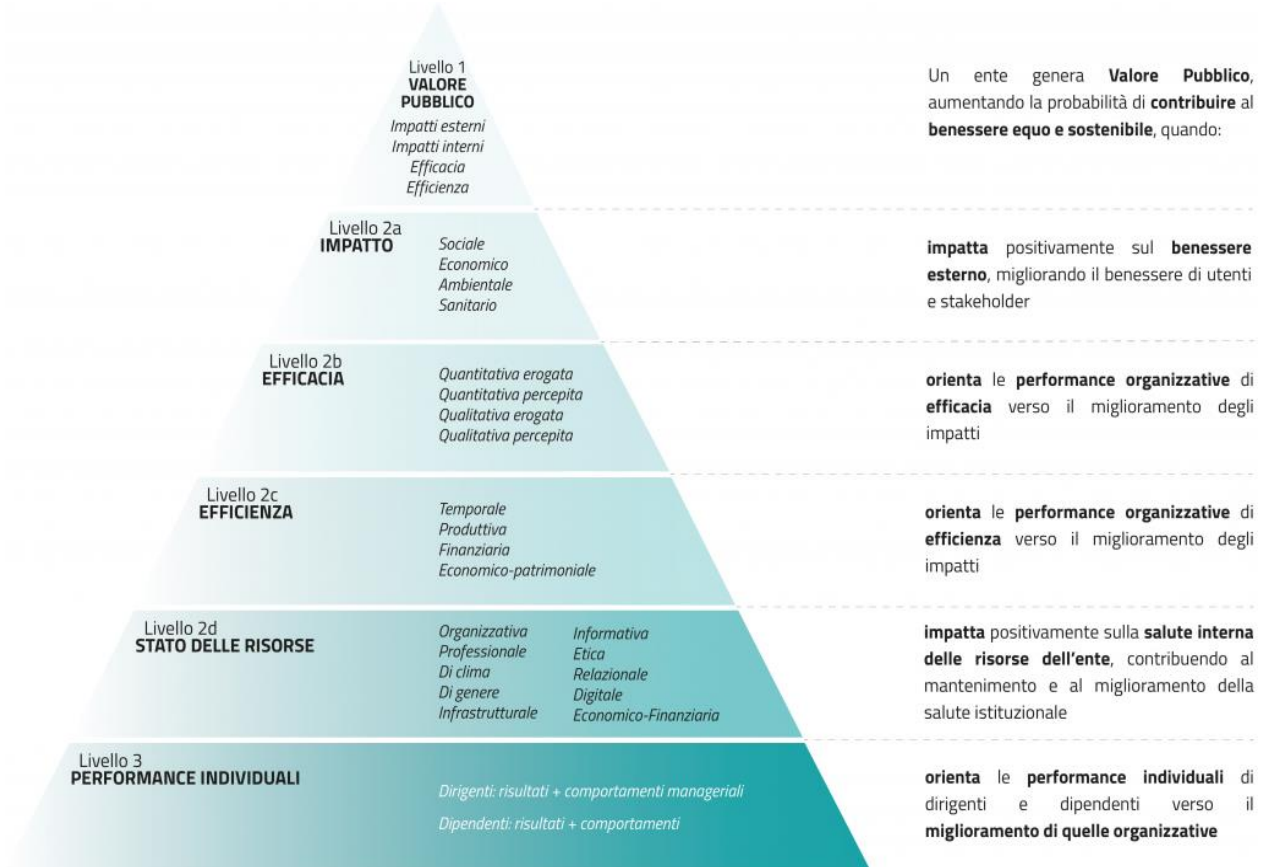 Livello 1
VALORE
PUBBLICO
Impatti esterni
Impatti interni
Efficacia
Efficienza
Un ente genera Valore Pubblico,
aumentando la probabilità di contribuire al
benessere equo e sostenibile, quando:
Livello 2a
IMPATTO
Sociale
Economico
Ambientale
Sanitario
impatta positivamente sul benessere
esterno, migliorando il benessere di utenti
e stakeholder
Livello 2b
EFFICACIA
Quantitativa erogata
Quantitativa percepita
Qualitativa erogata
Qualitativa percepita
orienta le performance organizzative di
efficacia verso il miglioramento degli
impatti
Livello 2c
EFFICIENZA
Temporale
Produttiva
Finanziaria
Economico-patrimoniale
orienta le performance organizzative di
efficienza verso il miglioramento degli
impatti
Livello 2d
STATO DELLE RISORSE
Organizzativa
Professionale
Di clima
Di genere
Infrastrutturale
Informativa
Etica
Relazionale
Digitale
Economico-Finanziaria
impatta positivamente sulla salute interna
delle risorse dell'ente, contribuendo al
mantenimento e al miglioramento della
salute istituzionale
Livello 3
PERFORMANCE INDIVIDUALI
Dirigenti: risultati + comportamenti manageriali
Dipendenti: risultati + comportamenti
orienta le performance individuali di
dirigenti e dipendenti verso il
miglioramento di quelle organizzative